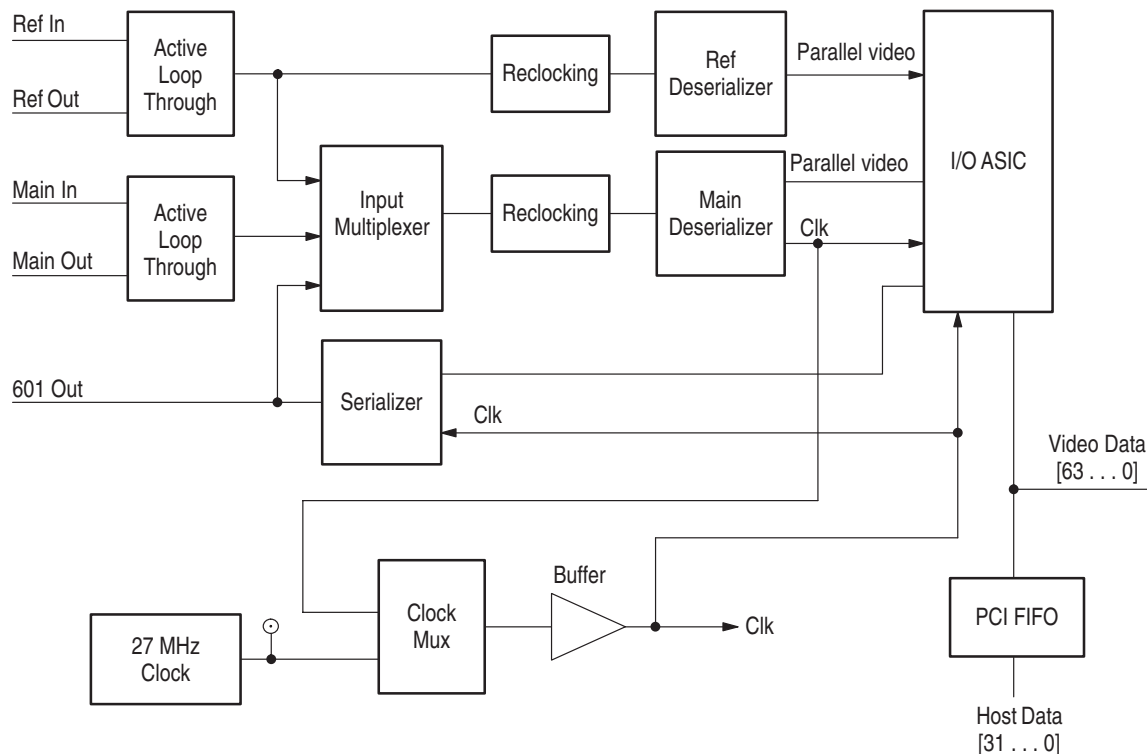 Ref In
Ref Out
Active
Loop
Through
Reclocking
Ref
Deserializer
Parallel video
I/O ASIC
Main In
Main Out
Active
Loop
Through
Input
Multiplexer
Reclocking
Main
Deserializer
Parallel video
Clk
601 Out
Serializer
Clk
Video Data
[63 . . . 0]
27 MHz
Clock
Clock
Mux
Buffer
Clk
PCI FIFO
Host Data
[31 . . . 0]